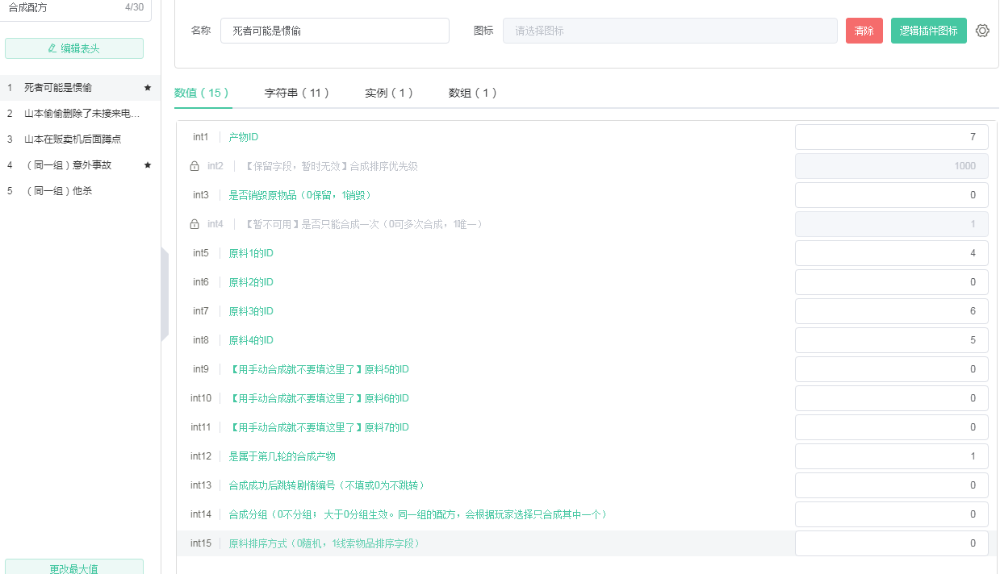 合成配方 4/30
编辑表头
1 死者可能是惯偷 ★
2 山本偷偷删除了未接来电...
3 山本在贩卖机后面蹲点
4 （同一组）意外事故 ★
5 （同一组）他杀
更改最大值
名称 死者可能是惯偷 图标 请选择图标 清除 逻辑插件图标
数值（15） 字符串（11） 实例（1） 数组（1）
int1 产物ID 7
int2 【保留字段，暂时无效】合成排序优先级 1000
int3 是否销毁原物品（0保留，1销毁） 0
int4 【暂不可用】是否只能合成一次（0可多次合成，1唯一） 1
int5 原料1的ID 4
int6 原料2的ID 0
int7 原料3的ID 6
int8 原料4的ID 5
int9 【用手动合成就不要填这里了】原料5的ID 0
int10 【用手动合成就不要填这里了】原料6的ID 0
int11 【用手动合成就不要填这里了】原料7的ID 0
int12 是属于第几轮的合成产物 1
int13 合成成功后跳转剧情编号（不填或0为不跳转） 0
int14 合成分组（0不分组； 大于0分组生效。同一组的配方，会根据玩家选择只合成其中一个） 0
int15 原料排序方式（0随机，1线索物品排序字段） 0